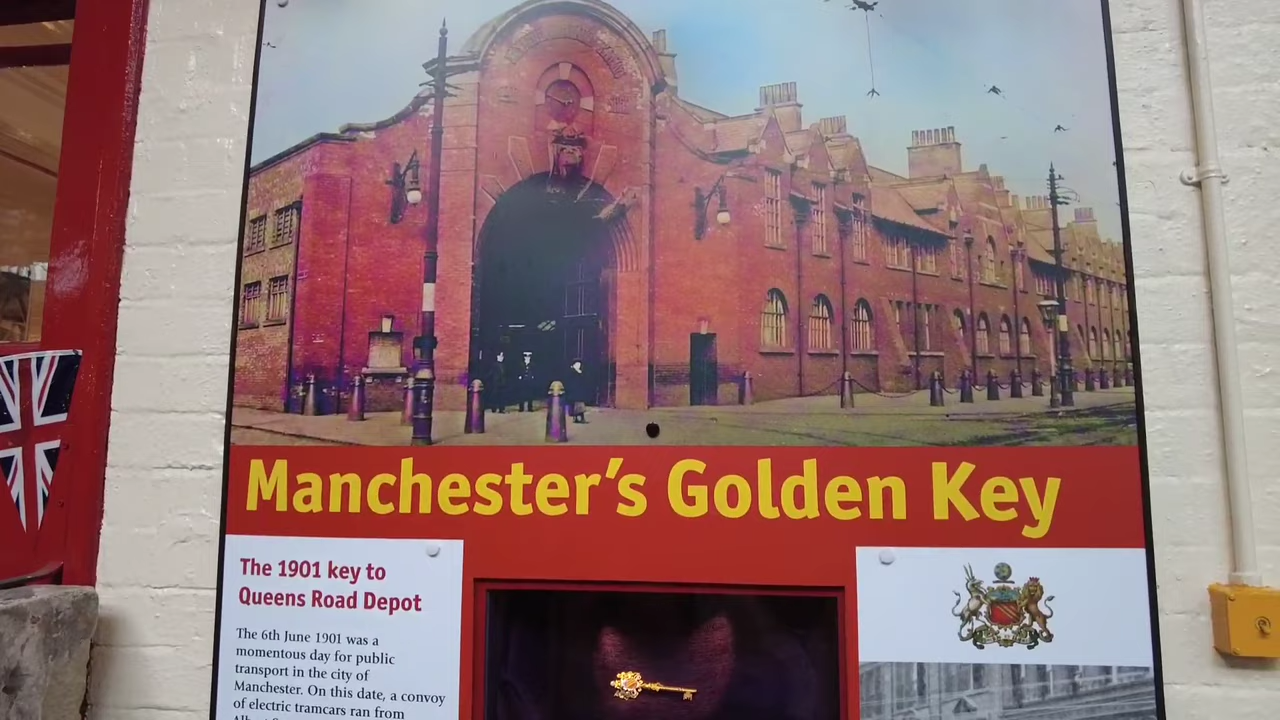 Manchester's Golden Key
The 1901 key to
Queens Road Depot
The 6th June 1901 was a
momentous day for public
transport in the city of
Manchester. On this date, a convoy
of electric tramcars ran from